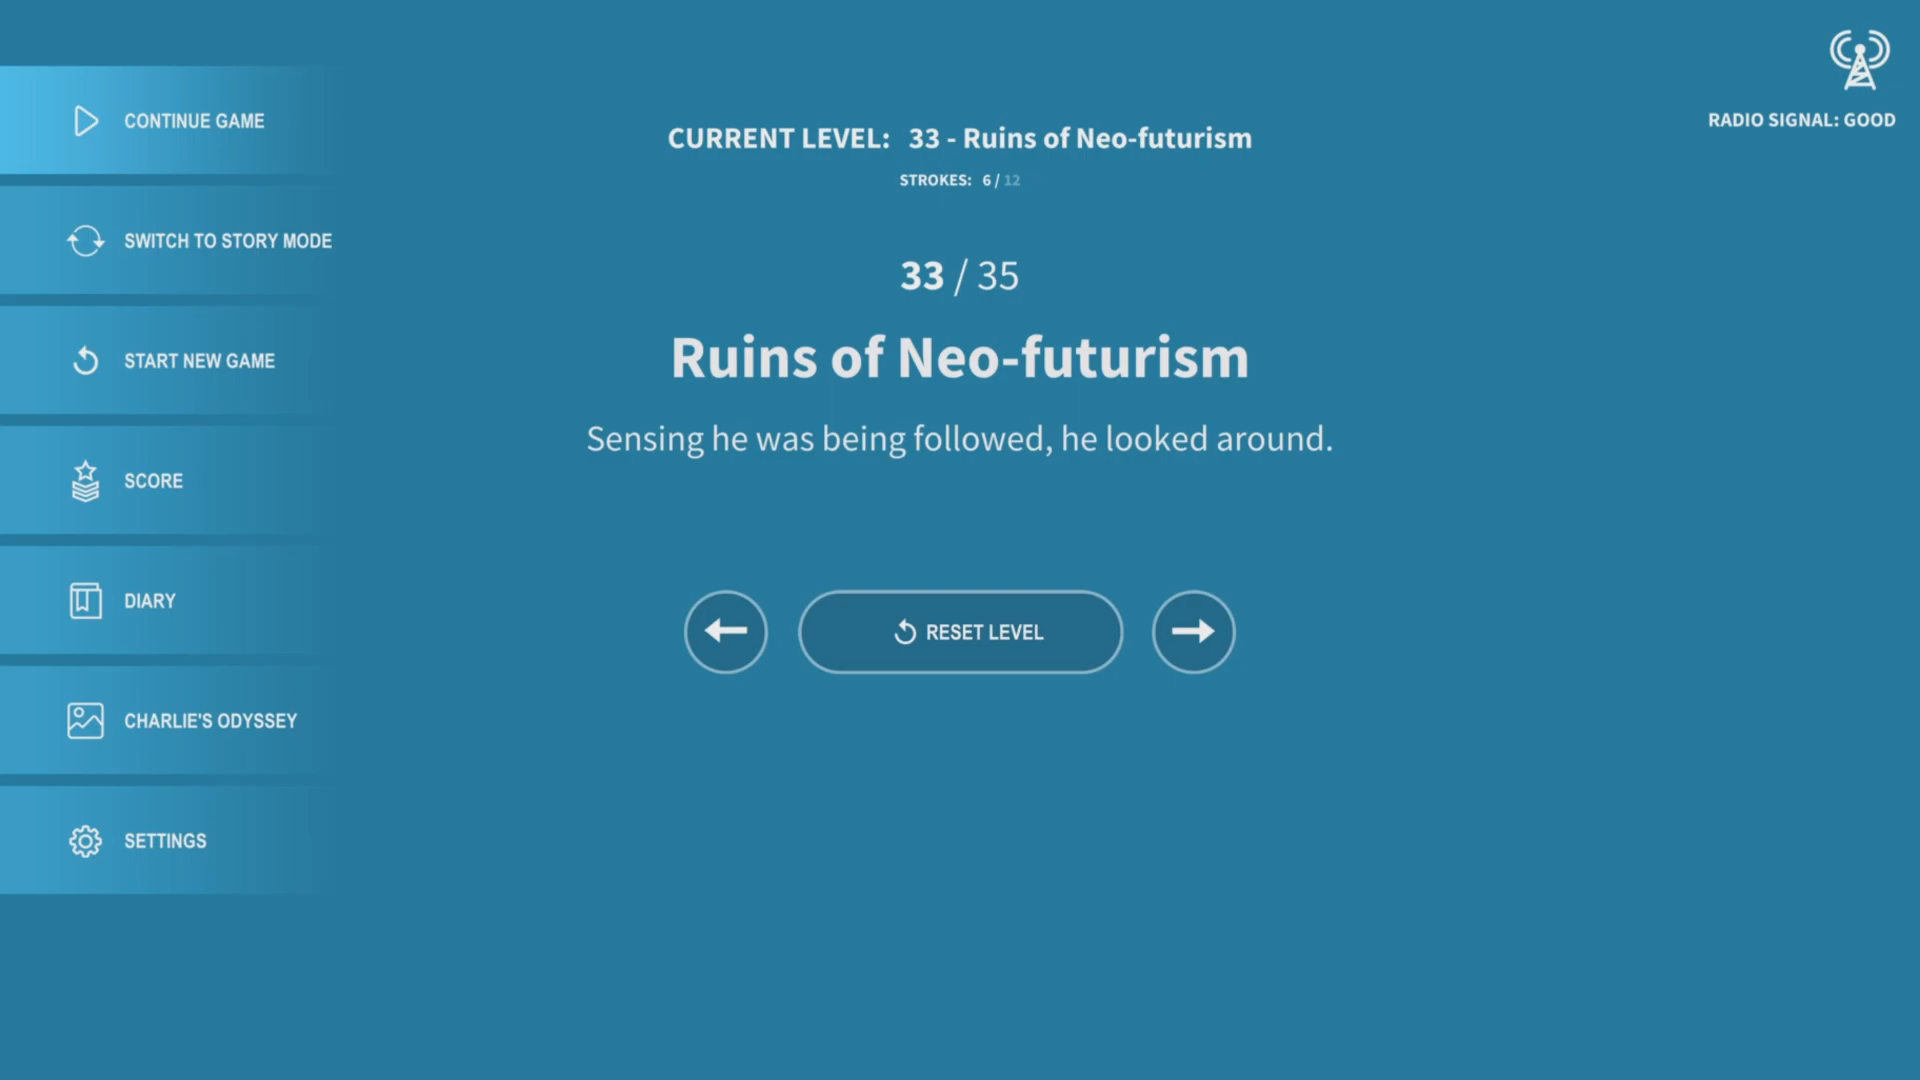 CONTINUE GAME
SWITCH TO STORY MODE
START NEW GAME
SCORE
DIARY
CHARLIE'S ODYSSEY
SETTINGS
CURRENT LEVEL: 33 - Ruins of Neo-futurism
STROKES: 6 / 12
33 / 35
Ruins of Neo-futurism
Sensing he was being followed, he looked around.
RESET LEVEL
RADIO SIGNAL: GOOD